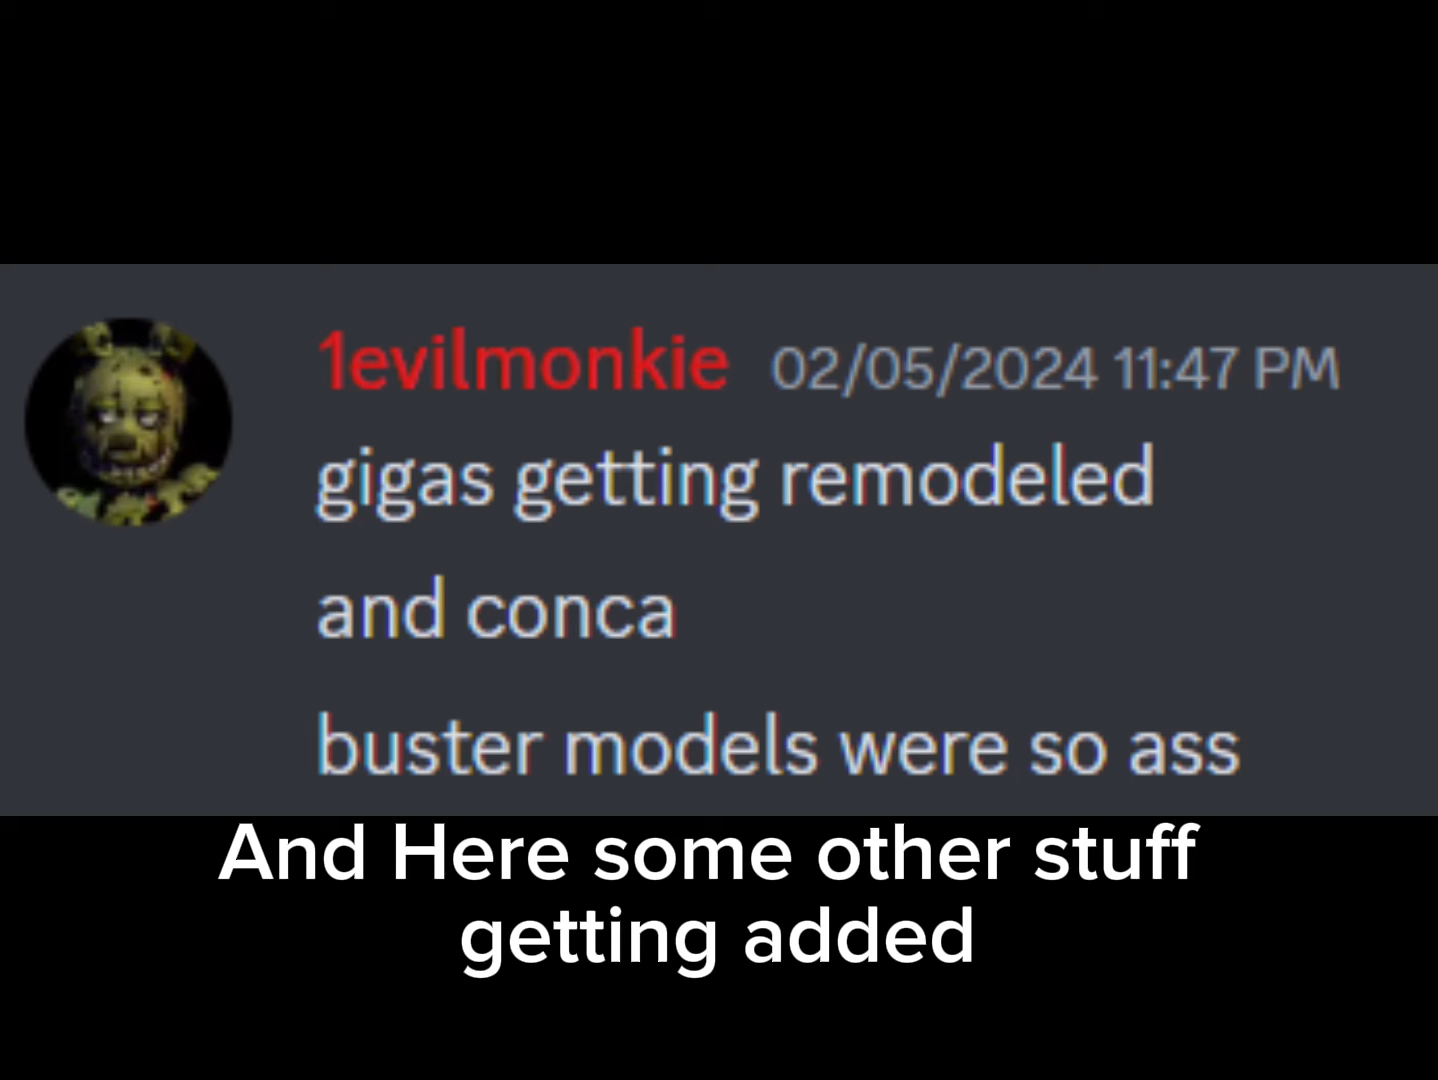 1evilmonkie 02/05/2024 11:47 PM
gigas getting remodeled
and conca
buster models were so ass
And Here some other stuff
getting added